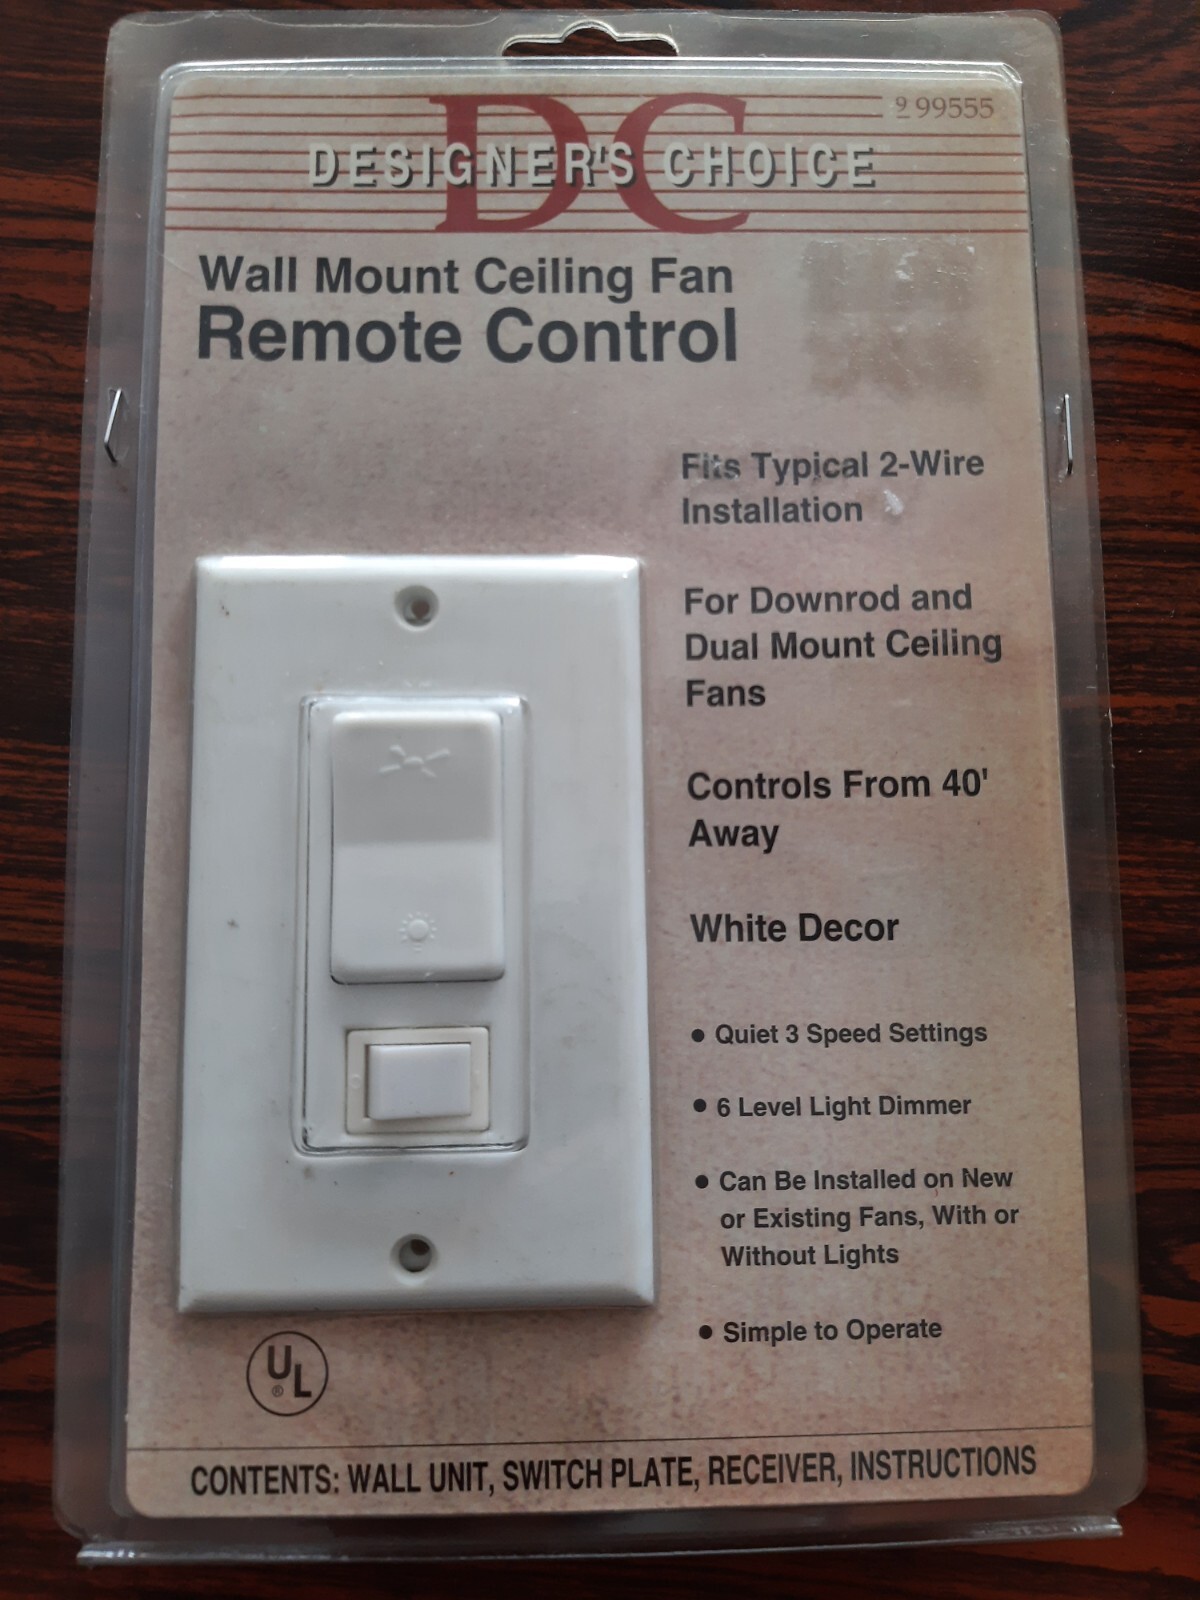 9 99555
DC
DESIGNER'S CHOICE
Wall Mount Ceiling Fan
Remote Control
Fits Typical 2-Wire
Installation
For Downrod and
Dual Mount Ceiling
Fans
Controls From 40'
Away
White Decor
• Quiet 3 Speed Settings
• 6 Level Light Dimmer
• Can Be Installed on New
or Existing Fans, With or
Without Lights
• Simple to Operate
UL
®
CONTENTS: WALL UNIT, SWITCH PLATE, RECEIVER, INSTRUCTIONS